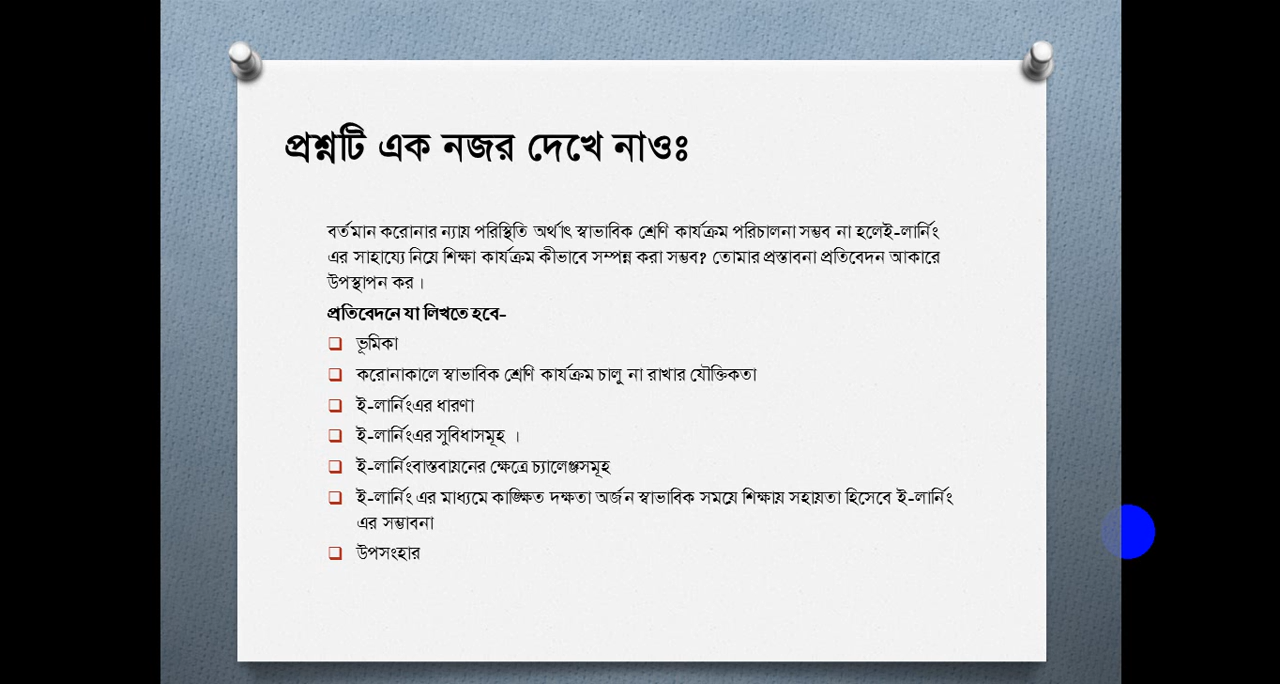 প্রশ্নটি এক নজর দেখে নাওঃ
বর্তমান করোনার ন্যায় পরিস্থিতি অর্থাৎ স্বাভাবিক শ্রেণি কার্যক্রম পরিচালনা সম্ভব না হলেই-লার্নিং
এর সাহায্যে নিয়ে শিক্ষা কার্যক্রম কীভাবে সম্পন্ন করা সম্ভব? তোমার প্রস্তাবনা প্রতিবেদন আকারে
উপস্থাপন কর।
প্রতিবেদনে যা লিখতে হবে-
ভূমিকা
করোনাকালে স্বাভাবিক শ্রেণি কার্যক্রম চালু না রাখার যৌক্তিকতা
ই-লার্নিংএর ধারণা
ই-লার্নিংএর সুবিধাসমূহ ।
ই-লার্নিংবাস্তবায়নের ক্ষেত্রে চ্যালেঞ্জসমূহ
ই-লার্নিং এর মাধ্যমে কাঙ্ক্ষিত দক্ষতা অর্জন স্বাভাবিক সময়ে শিক্ষায় সহায়তা হিসেবে ই-লার্নিং
এর সম্ভাবনা
উপসংহার